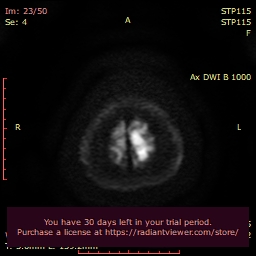 Im: 23/50
Se: 4
A
STP115
STP115
F
Ax DWI B 1000
R
L
You have 30 days left in your trial period.
Purchase a license at https://radiantviewer.com/store/